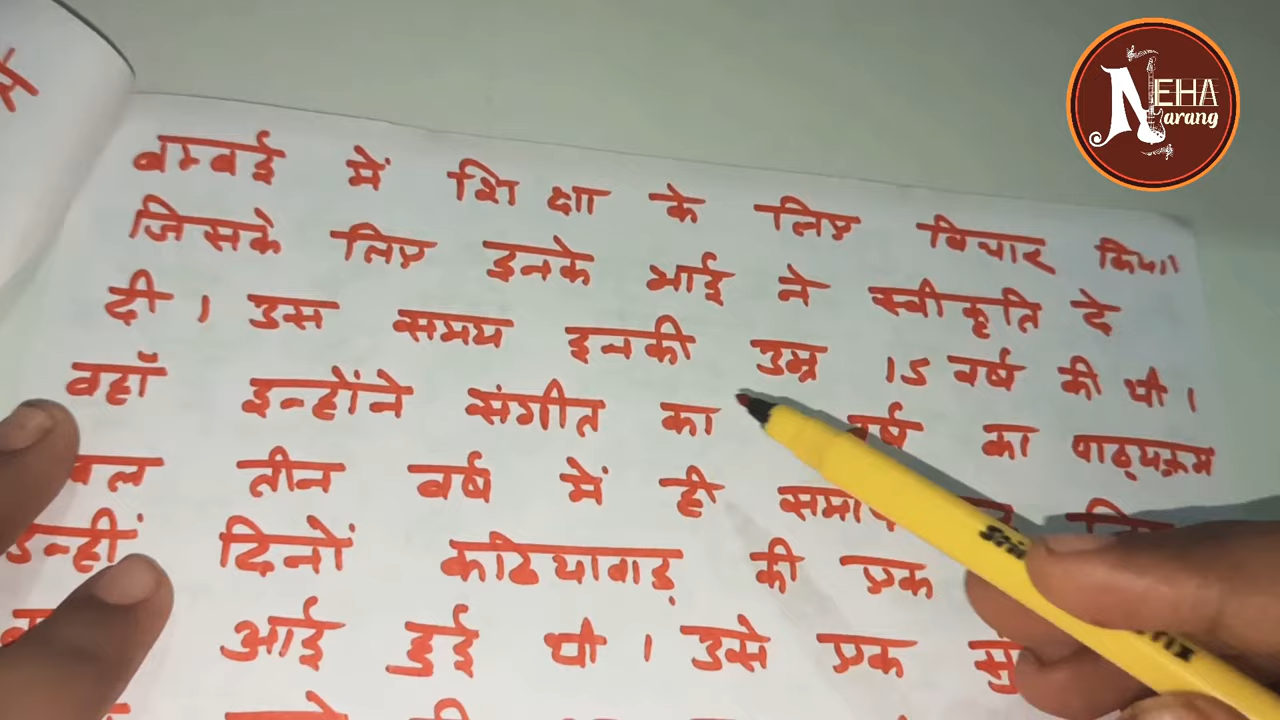 NEHA
Narang
बम्बई में शिक्षा के लिए विचार किया
जिसके लिए इनके भाई ने स्वीकृति दे
दी । उस समय इनकी उम्र 15 वर्ष की थी ।
वहाँ इन्होंने संगीत का वर्ष का पाठ्यक्रम
तीन वर्ष में ही
उन्हीं दिनों काठियावाड़ की एक
आई हुई थी । उसे एक